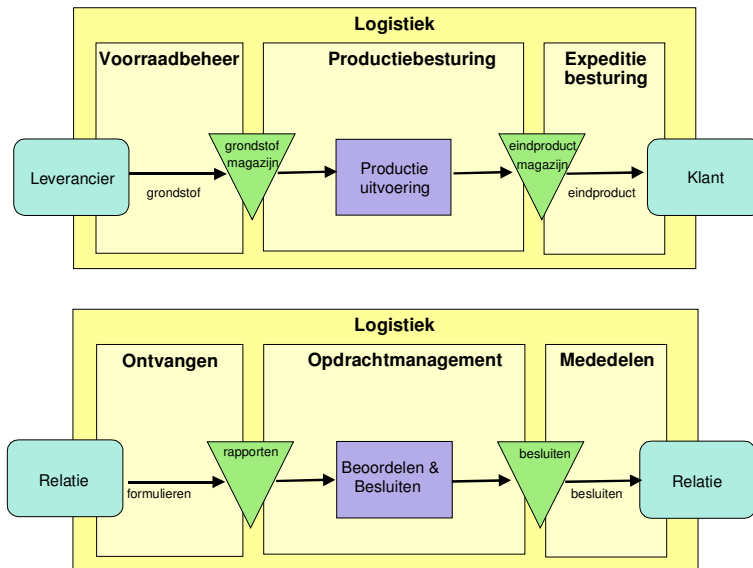 Logistiek
Voorraadbeheer
Productiebesturing
Expeditie
besturing
grondstof
magazijn
eindproduct
magazijn
Leverancier
grondstof
Productie
uitvoering
eindproduct
Klant
Logistiek
Ontvangen
Opdrachtmanagement
Mededelen
rapporten
besluiten
Relatie
formulieren
Beoordelen &
Besluiten
besluiten
Relatie